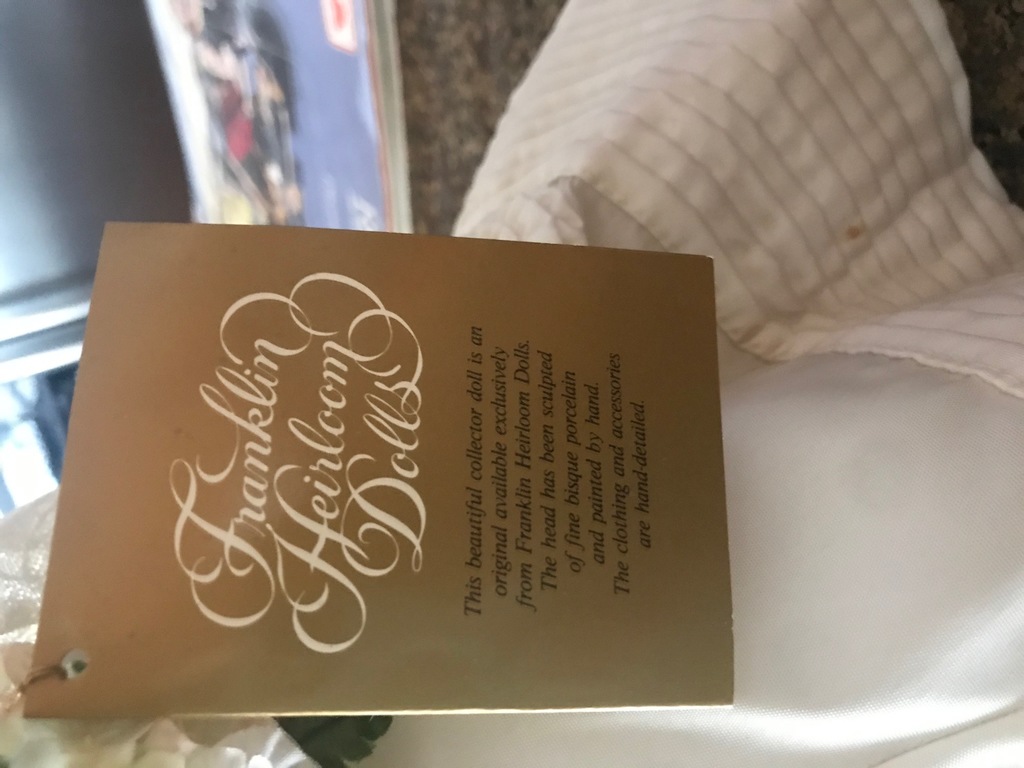 Franklin
Heirloom
Dolls
This beautiful collector doll is an
original available exclusively
from Franklin Heirloom Dolls.
The head has been sculpted
of fine bisque porcelain
and painted by hand.
The clothing and accessories
are hand-detailed.